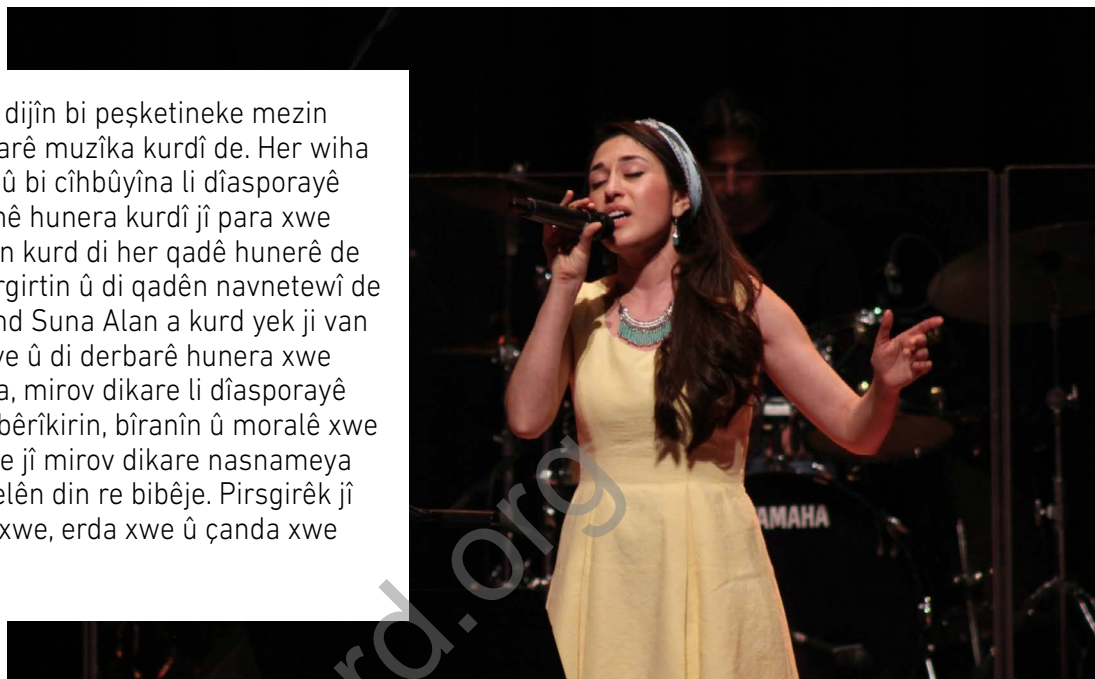 dijîn bi peşketineke mezin
arê muzîka kurdî de. Her wiha
û bi cîhbûyîna li dîasporayê
hê hunera kurdî jî para xwe
n kurd di her qadê hunerê de
rgirtin û di qadên navnetewî de
nd Suna Alan a kurd yek ji van
ye û di derbarê hunera xwe
a, mirov dikare li dîasporayê
bêrîkirin, bîranîn û moralê xwe
e jî mirov dikare nasnameya
elên din re bibêje. Pirsgirêk jî
xwe, erda xwe û çanda xwe
AMAHA
rd.org